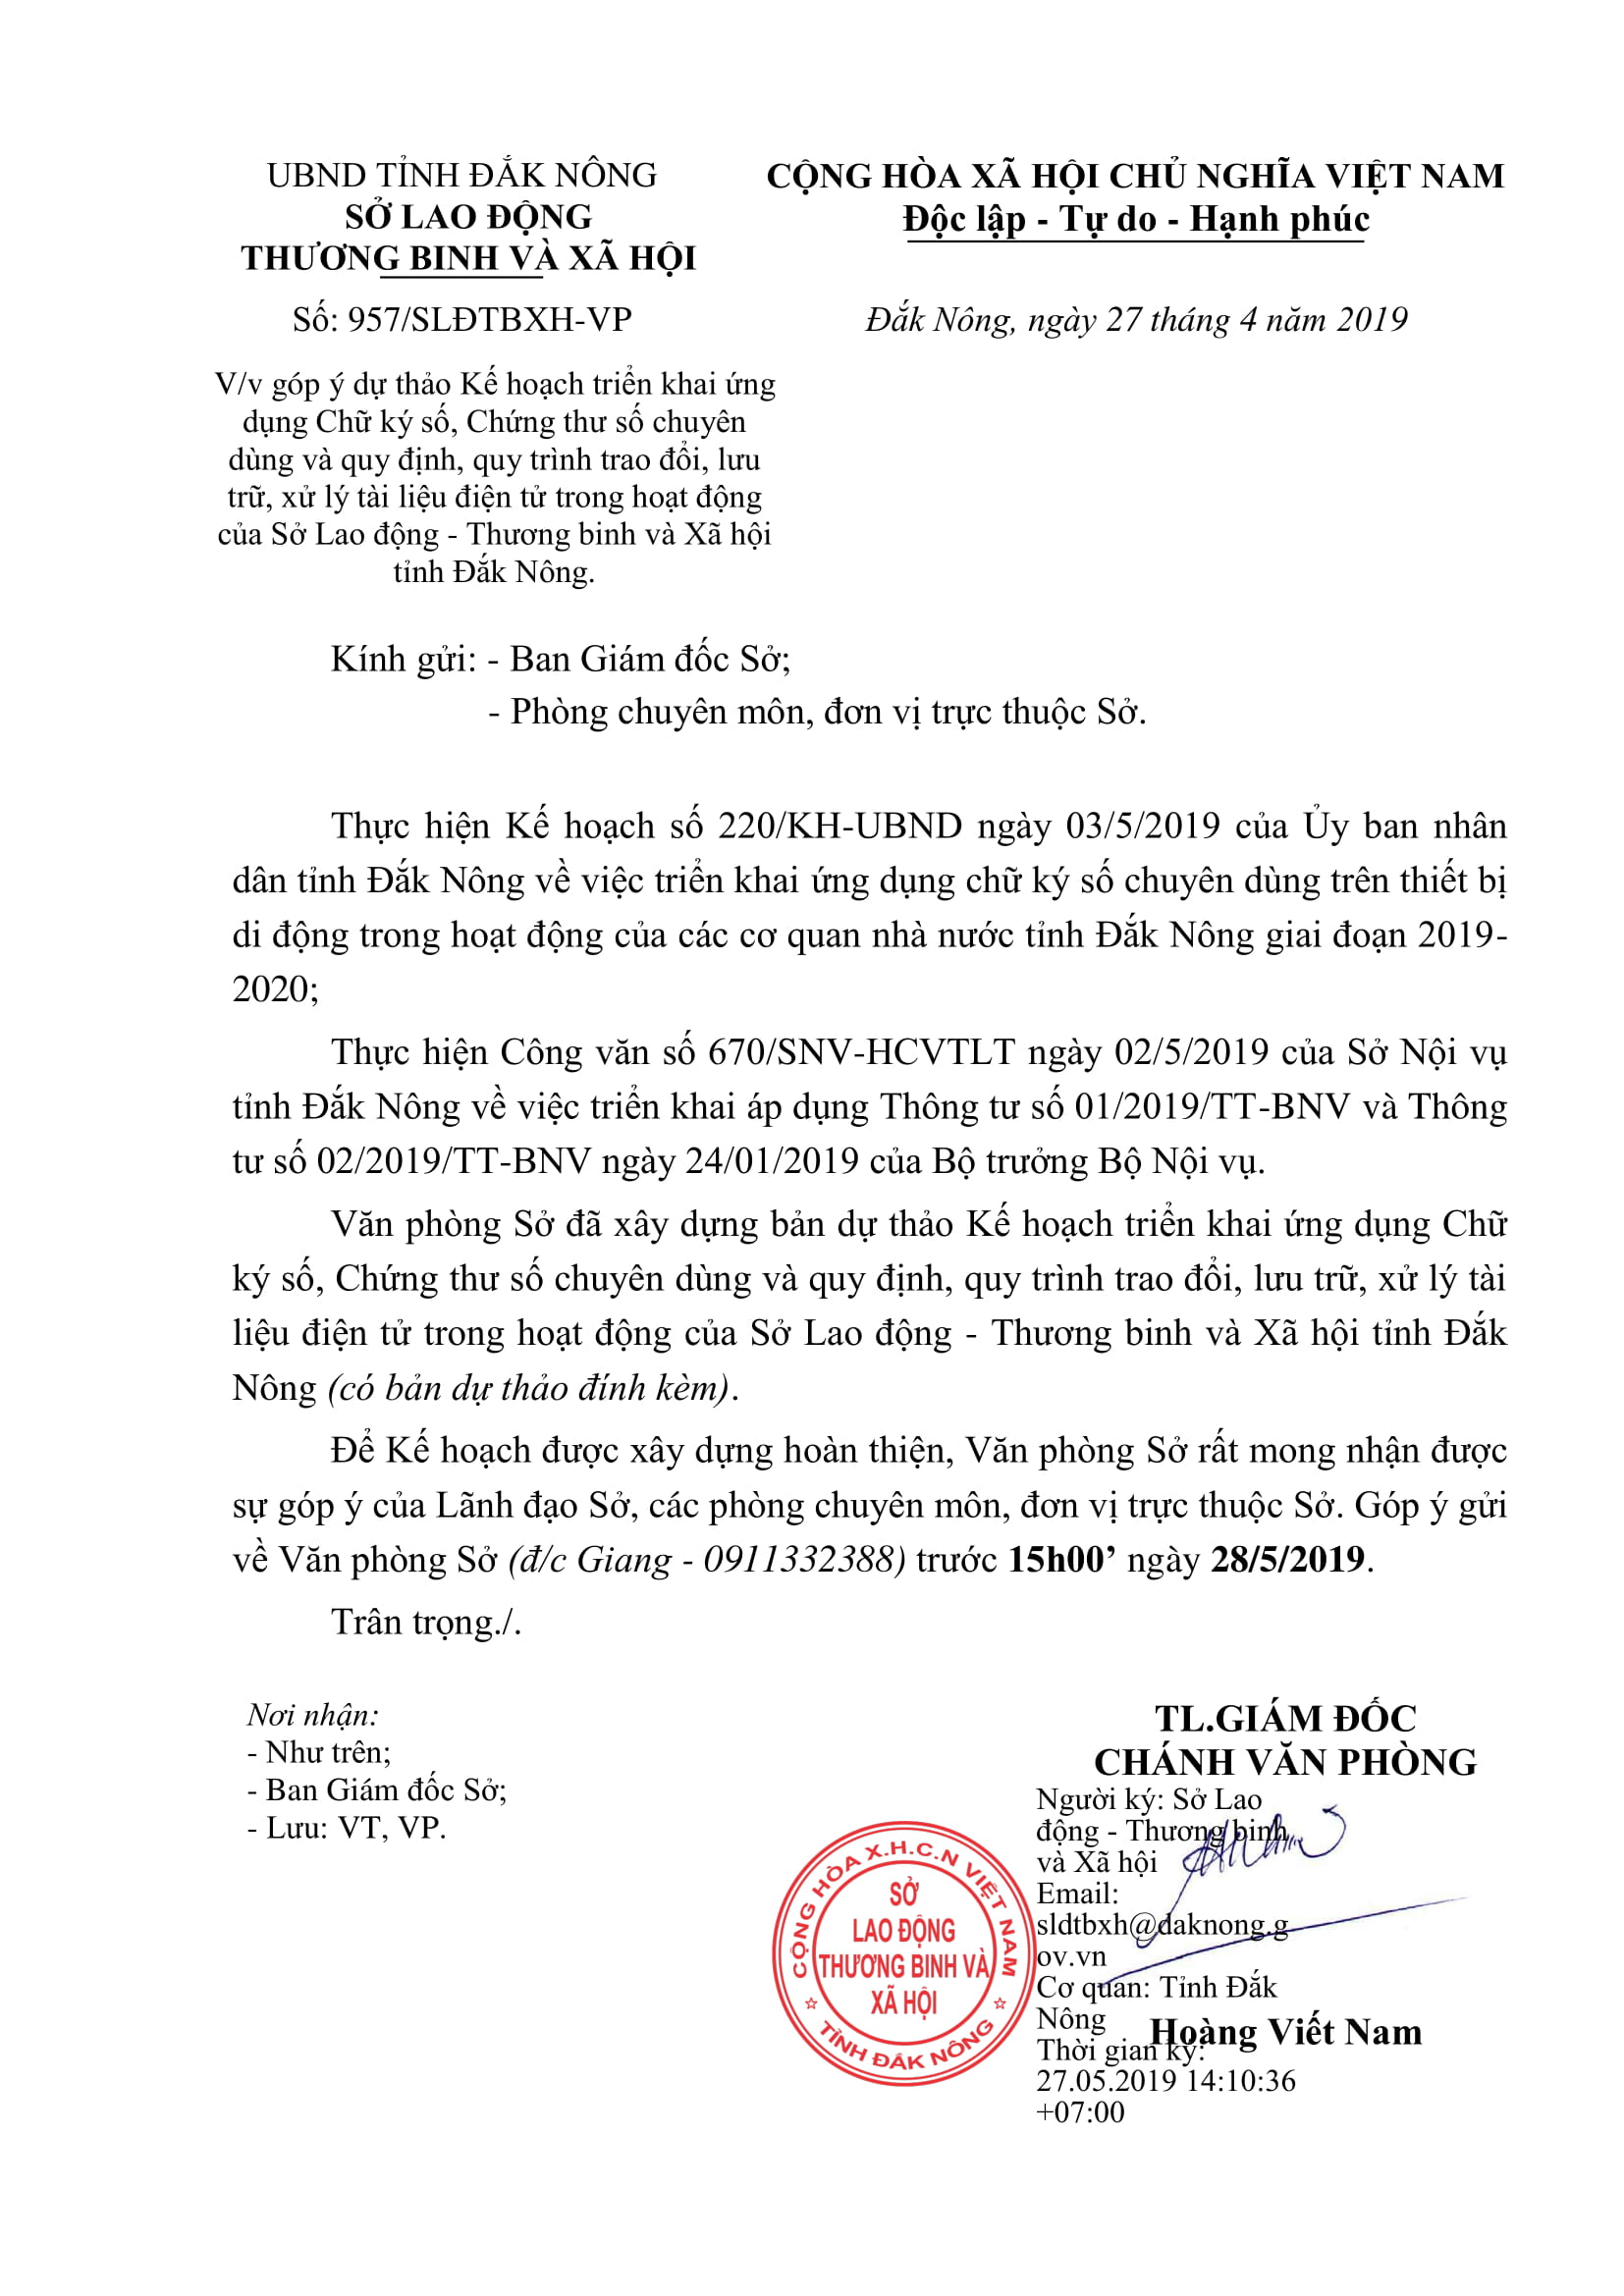 UBND TỈNH ĐẮK NÔNG
SỞ LAO ĐỘNG
THƯƠNG BINH VÀ XÃ HỘI
Số: 957/SLĐTBXH-VP
V/v góp ý dự thảo Kế hoạch triển khai ứng
dụng Chữ ký số, Chứng thư số chuyên
dùng và quy định, quy trình trao đổi, lưu
trữ, xử lý tài liệu điện tử trong hoạt động
của Sở Lao động - Thương binh và Xã hội
tỉnh Đắk Nông.
CỘNG HÒA XÃ HỘI CHỦ NGHĨA VIỆT NAM
Độc lập - Tự do - Hạnh phúc
Đắk Nông, ngày 27 tháng 4 năm 2019
Kính gửi: - Ban Giám đốc Sở;
- Phòng chuyên môn, đơn vị trực thuộc Sở.
Thực hiện Kế hoạch số 220/KH-UBND ngày 03/5/2019 của Ủy ban nhân
dân tỉnh Đắk Nông về việc triển khai ứng dụng chữ ký số chuyên dùng trên thiết bị
di động trong hoạt động của các cơ quan nhà nước tỉnh Đắk Nông giai đoạn 2019-
2020;
Thực hiện Công văn số 670/SNV-HCVTLT ngày 02/5/2019 của Sở Nội vụ
tỉnh Đắk Nông về việc triển khai áp dụng Thông tư số 01/2019/TT-BNV và Thông
tư số 02/2019/TT-BNV ngày 24/01/2019 của Bộ trưởng Bộ Nội vụ.
Văn phòng Sở đã xây dựng bản dự thảo Kế hoạch triển khai ứng dụng Chữ
ký số, Chứng thư số chuyên dùng và quy định, quy trình trao đổi, lưu trữ, xử lý tài
liệu điện tử trong hoạt động của Sở Lao động - Thương binh và Xã hội tỉnh Đắk
Nông (có bản dự thảo đính kèm).
Để Kế hoạch được xây dựng hoàn thiện, Văn phòng Sở rất mong nhận được
sự góp ý của Lãnh đạo Sở, các phòng chuyên môn, đơn vị trực thuộc Sở. Góp ý gửi
về Văn phòng Sở (đ/c Giang - 0911332388) trước 15h00’ ngày 28/5/2019.
Trân trọng./.
Nơi nhận:
- Như trên;
- Ban Giám đốc Sở;
- Lưu: VT, VP.
TL.GIÁM ĐỐC
CHÁNH VĂN PHÒNG
Người ký: Sở Lao
động - Thương binh
và Xã hội
Email:
sldtbxh@daknong.g
ov.vn
Cơ quan: Tỉnh Đắk
Nông
Thời gian ký:
27.05.2019 14:10:36
+07:00
Hoàng Viết Nam
CỘNG HÒA X.H.C.N VIỆT NAM
SỞ
LAO ĐỘNG
THƯƠNG BINH VÀ
XÃ HỘI
TỈNH ĐẮK NÔNG